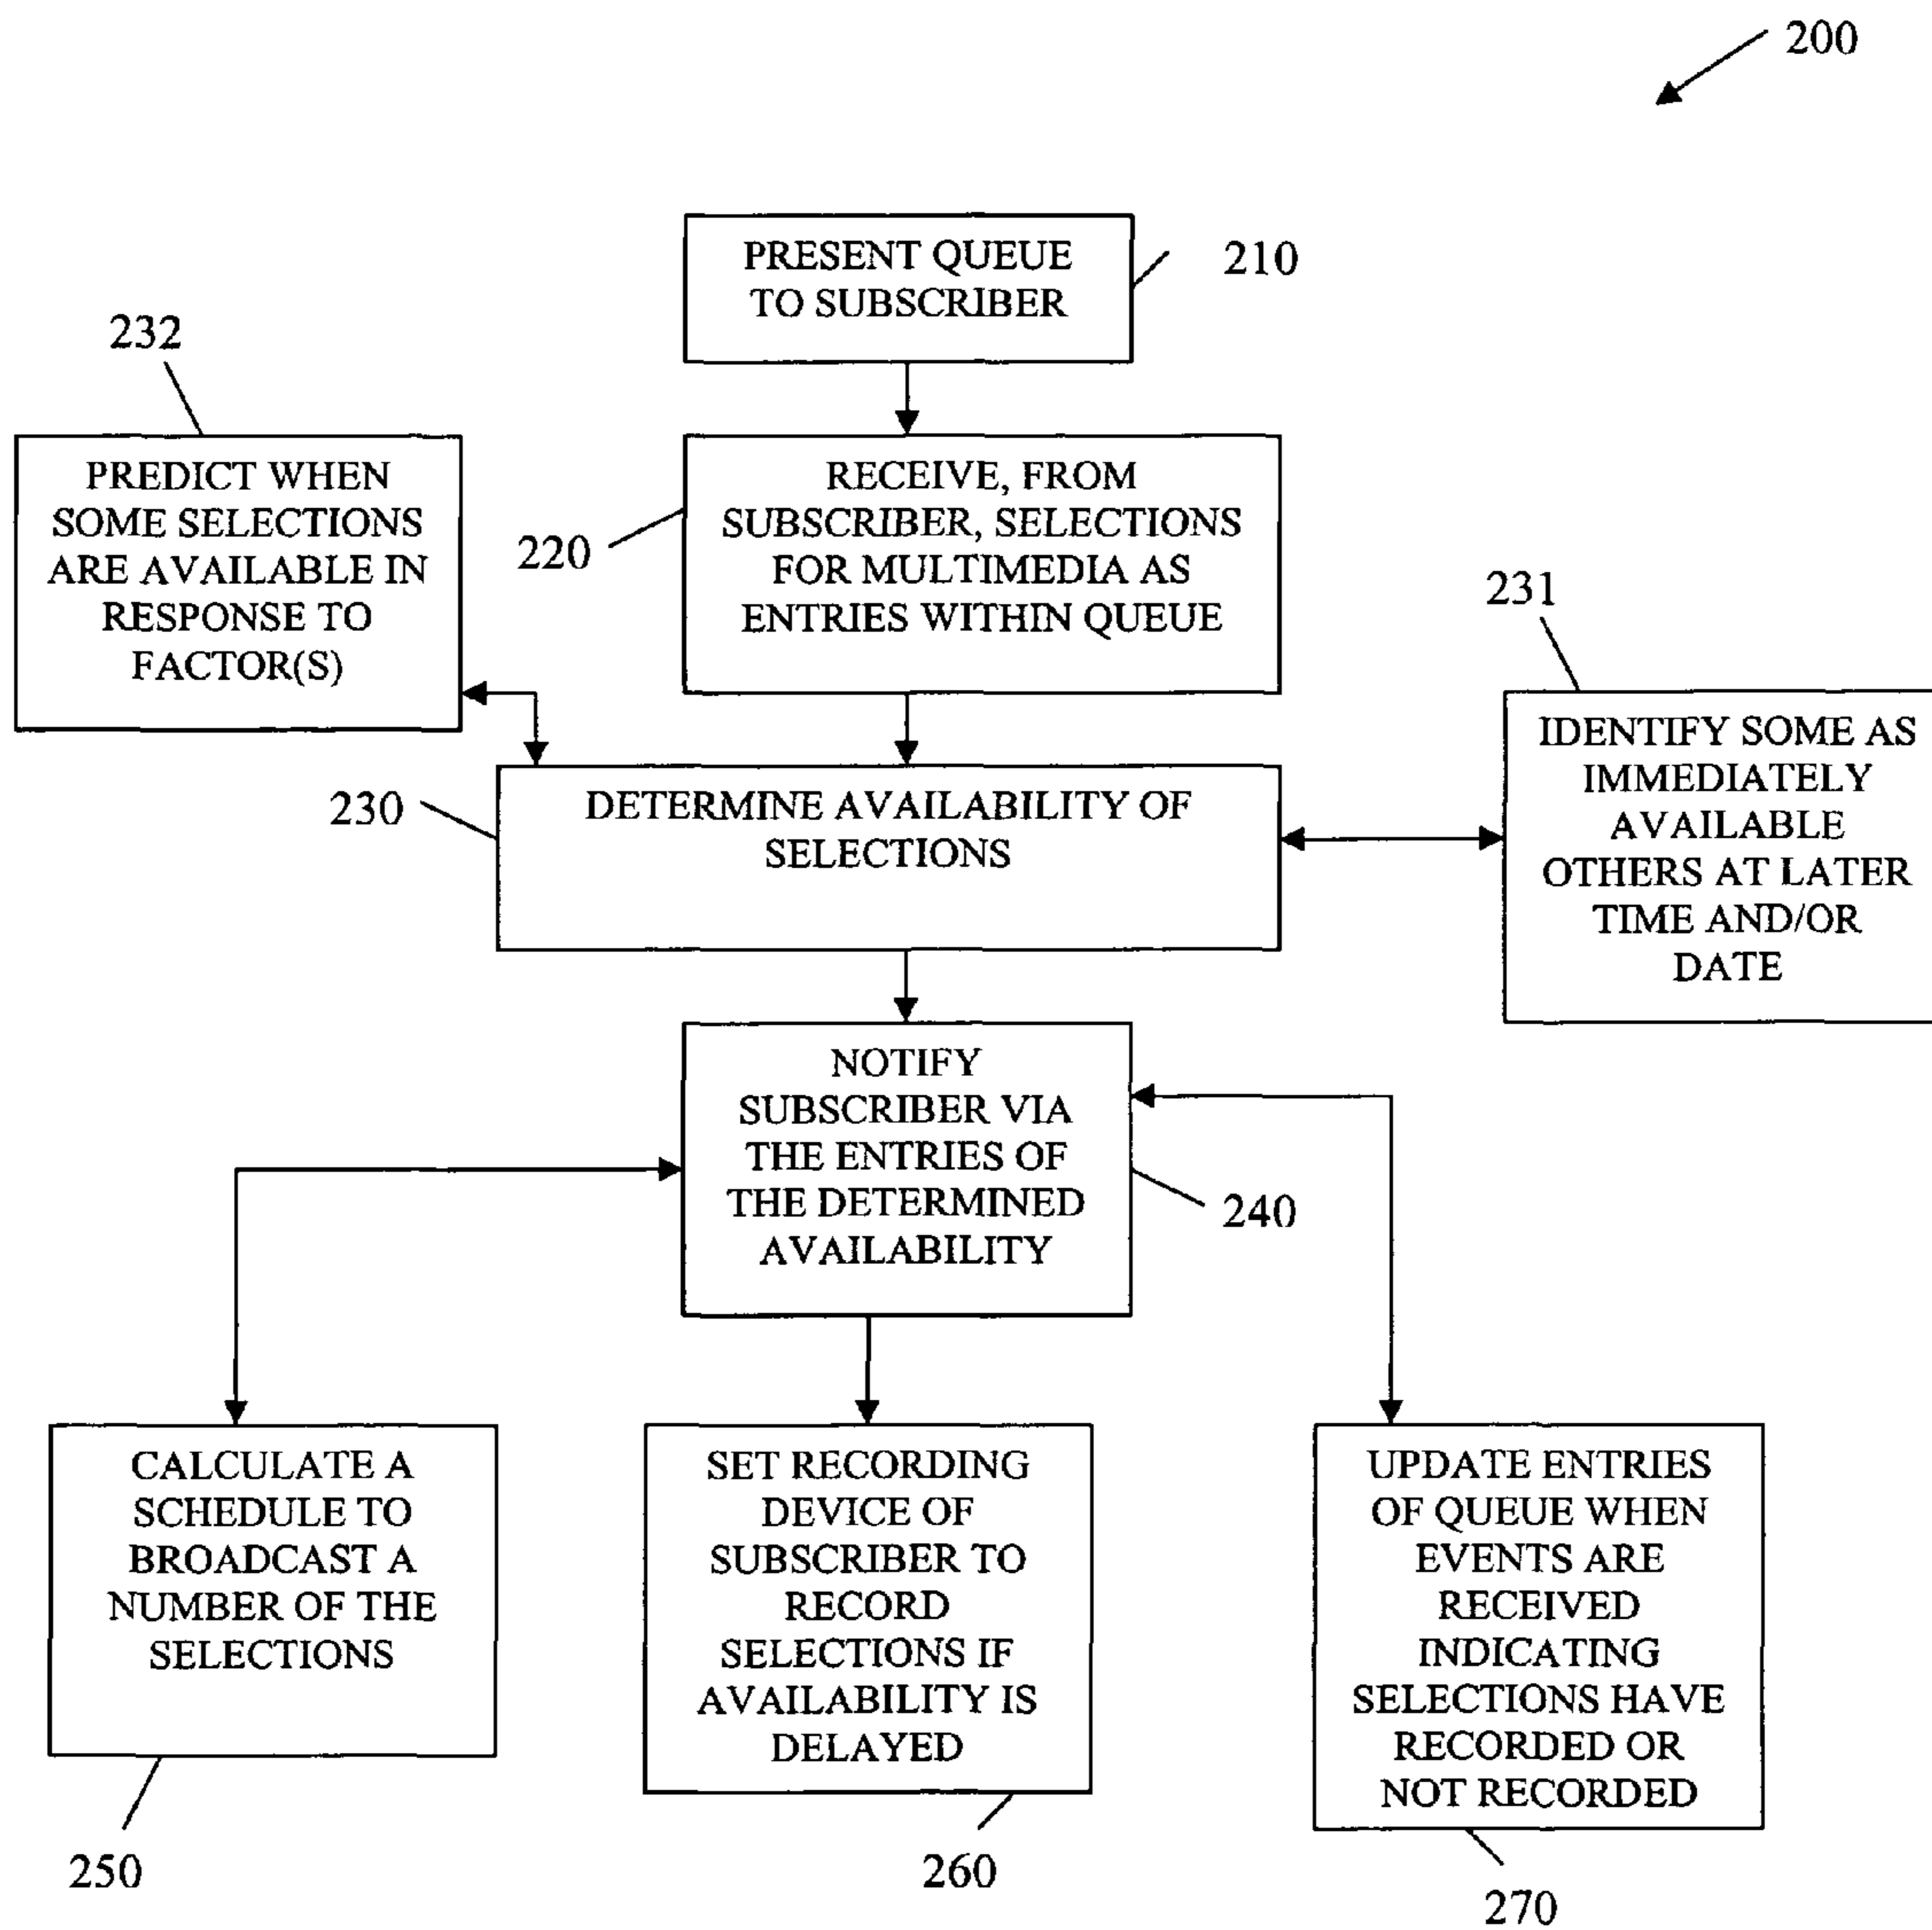 200
PRESENT QUEUE
TO SUBSCRIBER
210
232
PREDICT WHEN
SOME SELECTIONS
ARE AVAILABLE IN
RESPONSE TO
FACTOR(S)
RECEIVE, FROM
SUBSCRIBER, SELECTIONS
FOR MULTIMEDIA AS
ENTRIES WITHIN QUEUE
220
231
IDENTIFY SOME AS
IMMEDIATELY
AVAILABLE
OTHERS AT LATER
TIME AND/OR
DATE
230
DETERMINE AVAILABILITY OF
SELECTIONS
NOTIFY
SUBSCRIBER VIA
THE ENTRIES OF
THE DETERMINED
AVAILABILITY
240
CALCULATE A
SCHEDULE TO
BROADCAST A
NUMBER OF THE
SELECTIONS
250
SET RECORDING
DEVICE OF
SUBSCRIBER TO
RECORD
SELECTIONS IF
AVAILABILITY IS
DELAYED
260
UPDATE ENTRIES
OF QUEUE WHEN
EVENTS ARE
RECEIVED
INDICATING
SELECTIONS HAVE
RECORDED OR
NOT RECORDED
270